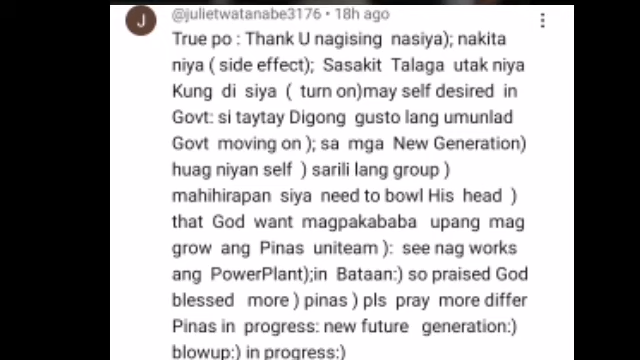 J
@julietwatanabe3176 • 18h ago
True po : Thank U nagising nasiya); nakita
niya ( side effect); Sasakit Talaga utak niya
Kung di siya ( turn on)may self desired in
Govt: si taytay Digong gusto lang umunlad
Govt moving on ); sa mga New Generation)
huag niyan self ) sarili lang group )
mahihirapan siya need to bowl His head )
that God want magpakababa upang mag
grow ang Pinas uniteam ): see nag works
ang PowerPlant);in Bataan:) so praised God
blessed more ) pinas ) pls pray more differ
Pinas in progress: new future generation:)
blowup:) in progress:)